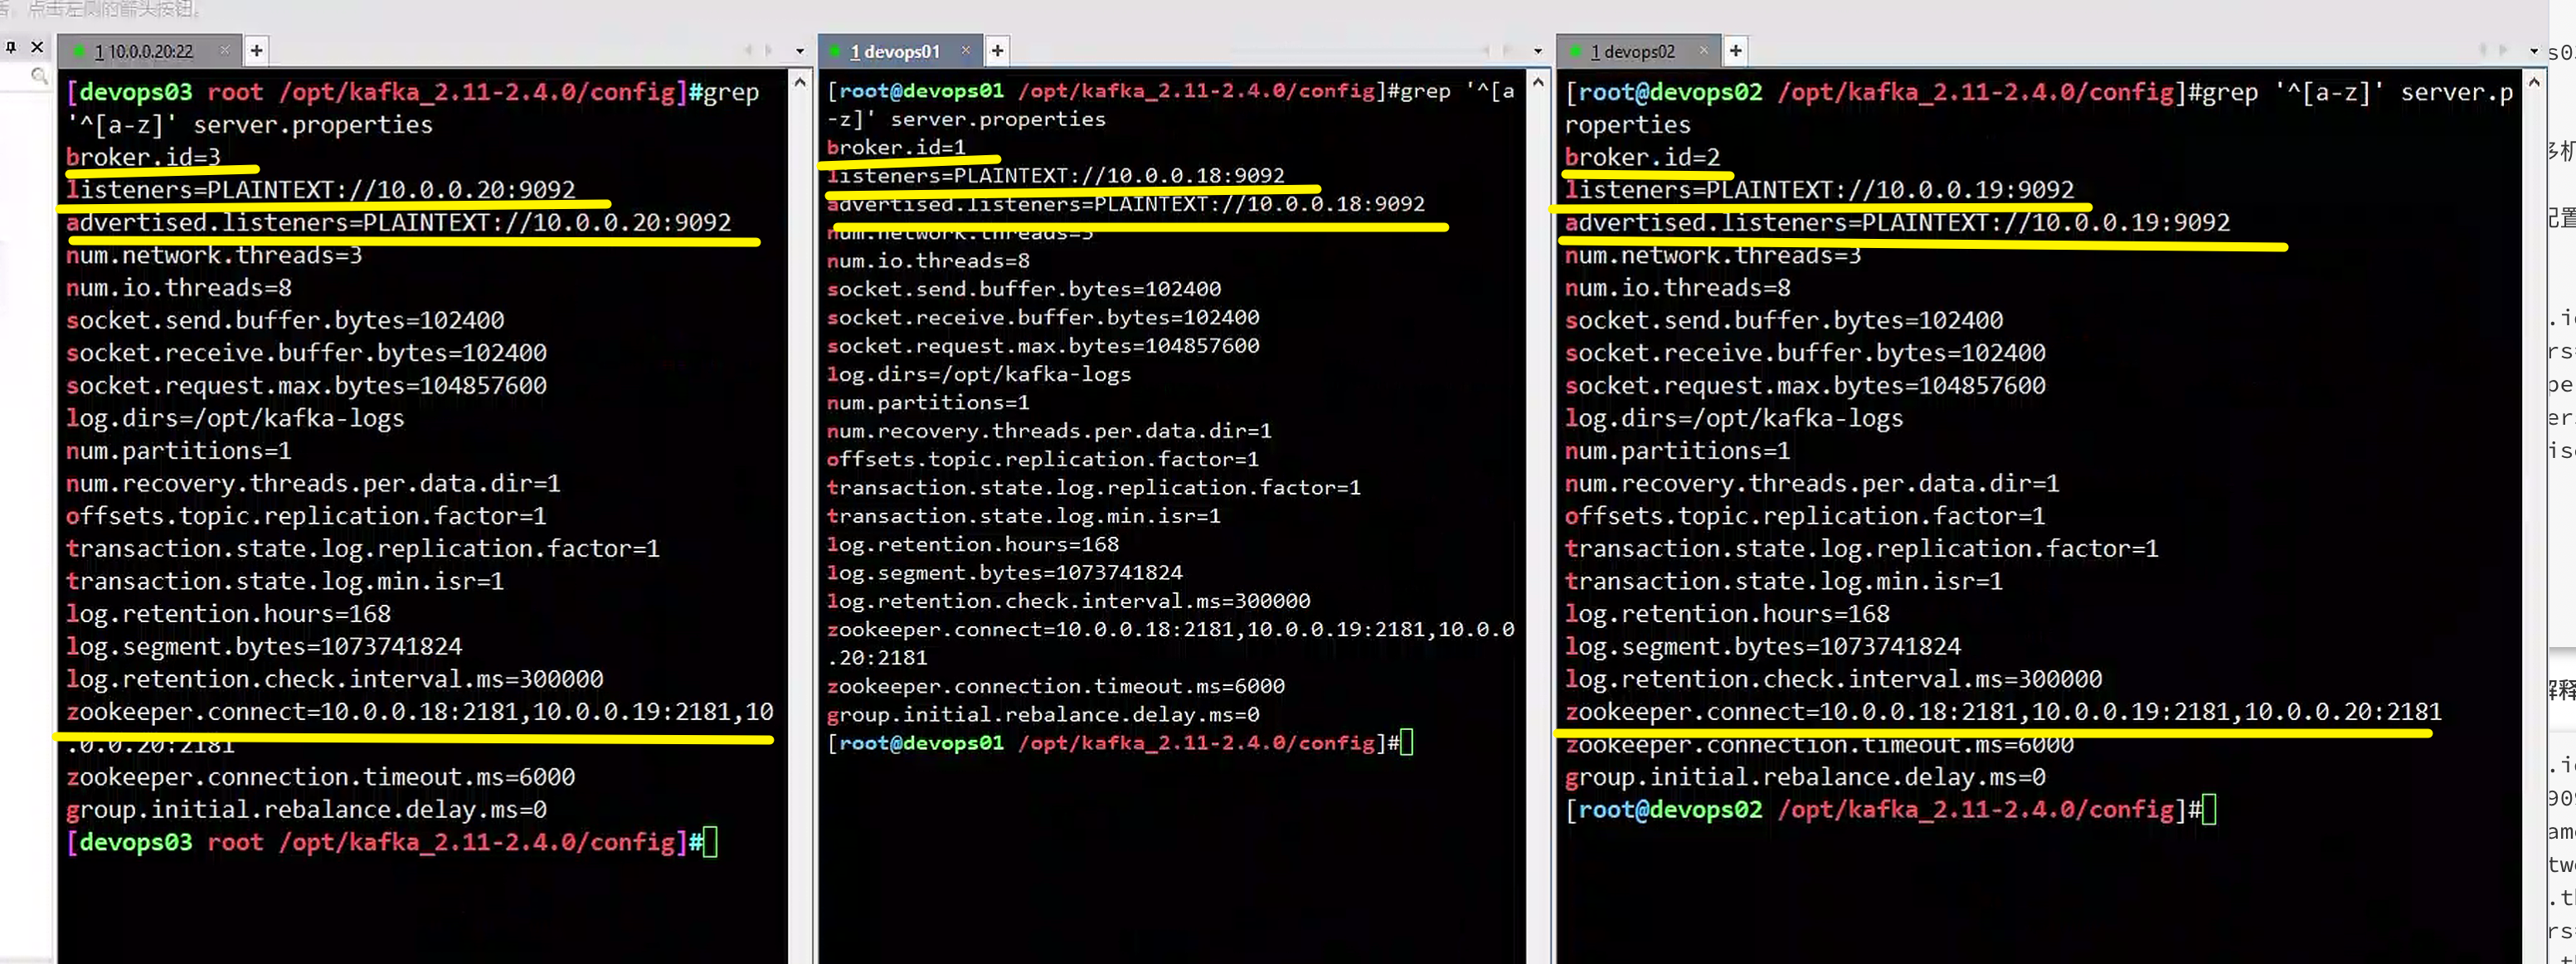 点击左侧的箭头按钮。
1 10.0.0.20:22
[devops03 root /opt/kafka_2.11-2.4.0/config]#grep
'^[a-z]' server.properties
broker.id=3
listeners=PLAINTEXT://10.0.0.20:9092
advertised.listeners=PLAINTEXT://10.0.0.20:9092
num.network.threads=3
num.io.threads=8
socket.send.buffer.bytes=102400
socket.receive.buffer.bytes=102400
socket.request.max.bytes=104857600
log.dirs=/opt/kafka-logs
num.partitions=1
num.recovery.threads.per.data.dir=1
offsets.topic.replication.factor=1
transaction.state.log.replication.factor=1
transaction.state.log.min.isr=1
log.retention.hours=168
log.segment.bytes=1073741824
log.retention.check.interval.ms=300000
zookeeper.connect=10.0.0.18:2181,10.0.0.19:2181,10
.0.0.20:2181
zookeeper.connection.timeout.ms=6000
group.initial.rebalance.delay.ms=0
[devops03 root /opt/kafka_2.11-2.4.0/config]#
1 devops01
[root@devops01 /opt/kafka_2.11-2.4.0/config]#grep '^[a
-z]' server.properties
broker.id=1
listeners=PLAINTEXT://10.0.0.18:9092
advertised.listeners=PLAINTEXT://10.0.0.18:9092
num.network.threads=3
num.io.threads=8
socket.send.buffer.bytes=102400
socket.receive.buffer.bytes=102400
socket.request.max.bytes=104857600
log.dirs=/opt/kafka-logs
num.partitions=1
num.recovery.threads.per.data.dir=1
offsets.topic.replication.factor=1
transaction.state.log.replication.factor=1
transaction.state.log.min.isr=1
log.retention.hours=168
log.segment.bytes=1073741824
log.retention.check.interval.ms=300000
zookeeper.connect=10.0.0.18:2181,10.0.0.19:2181,10.0.0
.20:2181
zookeeper.connection.timeout.ms=6000
group.initial.rebalance.delay.ms=0
[root@devops01 /opt/kafka_2.11-2.4.0/config]#
1 devops02
[root@devops02 /opt/kafka_2.11-2.4.0/config]#grep '^[a-z]' server.p
roperties
broker.id=2
listeners=PLAINTEXT://10.0.0.19:9092
advertised.listeners=PLAINTEXT://10.0.0.19:9092
num.network.threads=3
num.io.threads=8
socket.send.buffer.bytes=102400
socket.receive.buffer.bytes=102400
socket.request.max.bytes=104857600
log.dirs=/opt/kafka-logs
num.partitions=1
num.recovery.threads.per.data.dir=1
offsets.topic.replication.factor=1
transaction.state.log.replication.factor=1
transaction.state.log.min.isr=1
log.retention.hours=168
log.segment.bytes=1073741824
log.retention.check.interval.ms=300000
zookeeper.connect=10.0.0.18:2181,10.0.0.19:2181,10.0.0.20:2181
zookeeper.connection.timeout.ms=6000
group.initial.rebalance.delay.ms=0
[root@devops02 /opt/kafka_2.11-2.4.0/config]#